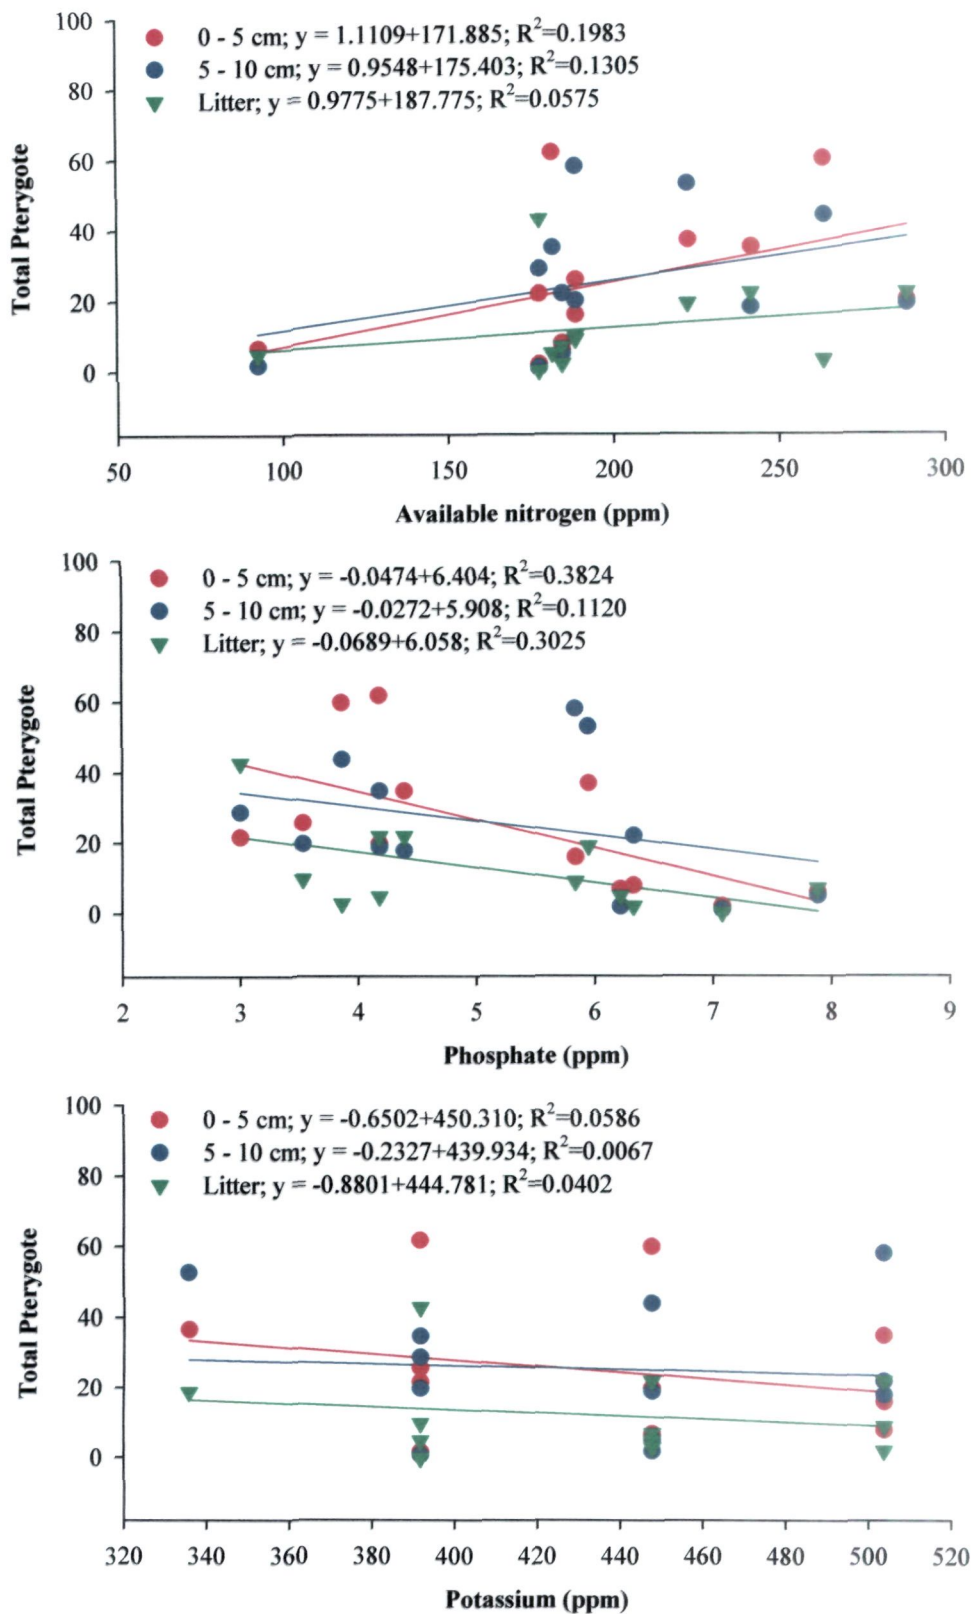 100
0 - 5 cm; y = 1.1109+171.885; R²=0.1983
5 - 10 cm; y = 0.9548+175.403; R²=0.1305
80
Litter; y = 0.9775+187.775; R²=0.0575
60
Total Pterygote
40
20
0
50 100 150 200 250 300
Available nitrogen (ppm)
100
0 - 5 cm; y = -0.0474+6.404; R²=0.3824
5 - 10 cm; y = -0.0272+5.908; R²=0.1120
80
Litter; y = -0.0689+6.058; R²=0.3025
60
Total Pterygote
40
20
0
2 3 4 5 6 7 8 9
Phosphate (ppm)
100
0 - 5 cm; y = -0.6502+450.310; R²=0.0586
5 - 10 cm; y = -0.2327+439.934; R²=0.0067
80
Litter; y = -0.8801+444.781; R²=0.0402
60
Total Pterygote
40
20
0
320 340 360 380 400 420 440 460 480 500 520
Potassium (ppm)